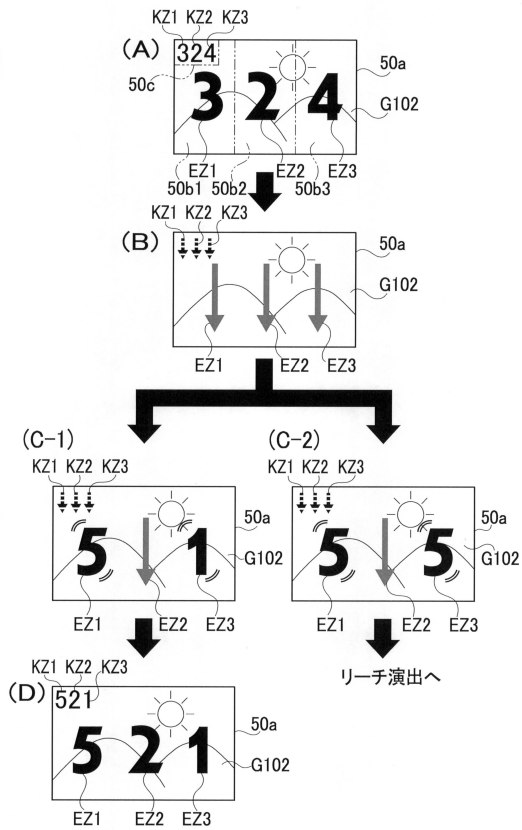 KZ1 KZ2 KZ3
(A)
324
50a
50c
3 2 4
G102
EZ1 EZ2 EZ3
50b1 50b2 50b3
KZ1 KZ2 KZ3
(B)
50a
G102
EZ1 EZ2 EZ3
(C-1)
KZ1 KZ2 KZ3
50a
5 1
G102
EZ1 EZ2 EZ3
(C-2)
KZ1 KZ2 KZ3
50a
5 5
G102
EZ1 EZ2 EZ3
リーチ演出へ
KZ1 KZ2 KZ3
(D)
521
50a
5 2 1
G102
EZ1 EZ2 EZ3